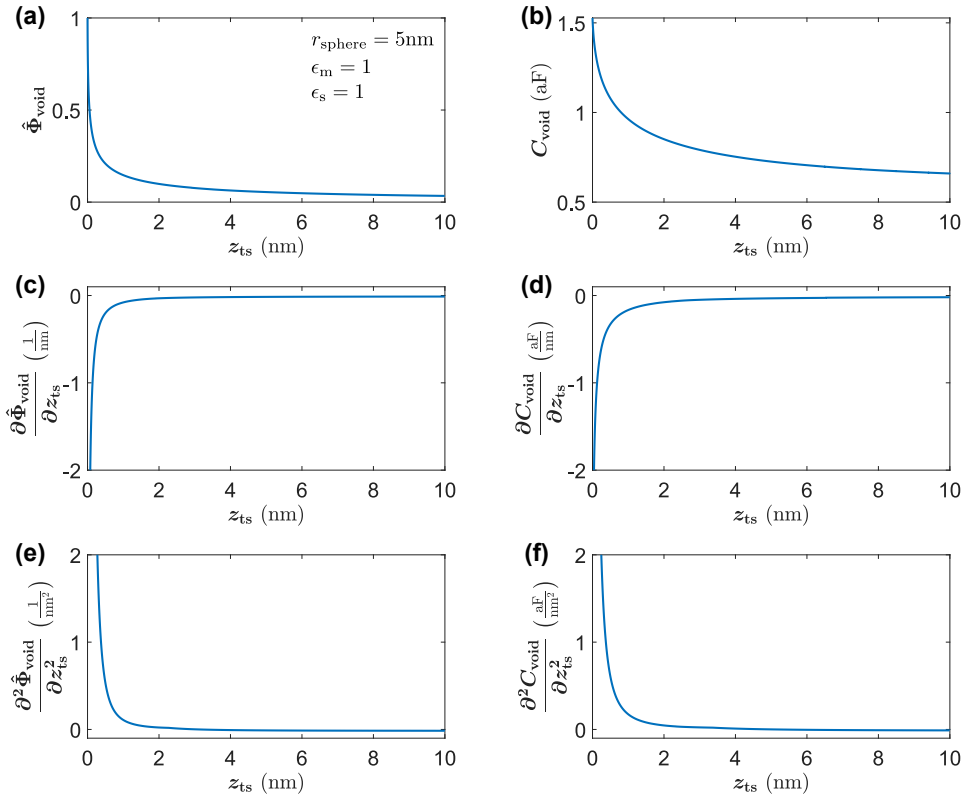 (a)
1
0.5
0
Φ̂_void
r_sphere = 5nm
ϵ_m = 1
ϵ_s = 1
0 2 4 6 8 10
z_ts (nm)
(b)
1.5
1
0.5
C_void (aF)
0 2 4 6 8 10
z_ts (nm)
(c)
0
-1
-2
∂Φ̂_void/∂z_ts (1/nm)
0 2 4 6 8 10
z_ts (nm)
(d)
0
-1
-2
∂C_void/∂z_ts (aF/nm)
0 2 4 6 8 10
z_ts (nm)
(e)
2
1
0
∂²Φ̂_void/∂z²_ts (1/nm²)
0 2 4 6 8 10
z_ts (nm)
(f)
2
1
0
∂²C_void/∂z²_ts (aF/nm²)
0 2 4 6 8 10
z_ts (nm)